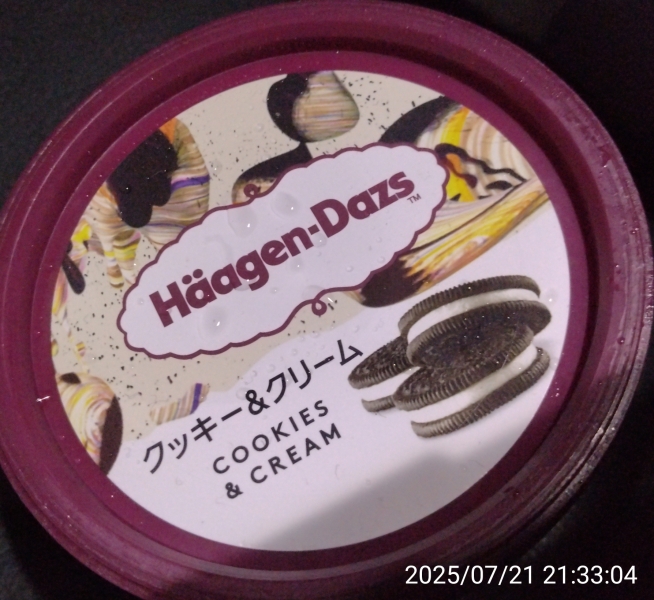 Häagen-Dazs™
クッキー&クリーム
COOKIES
& CREAM
2025/07/21 21:33:04